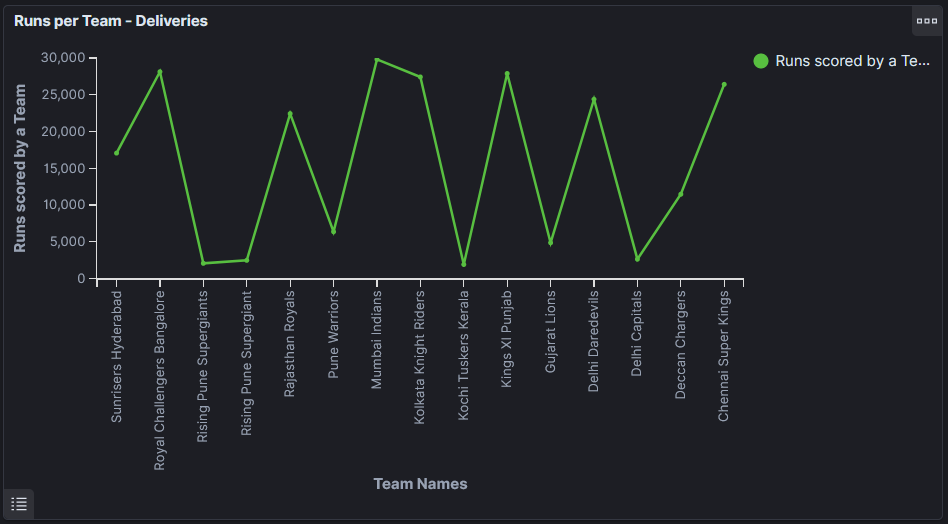 Runs per Team - Deliveries
Runs scored by a Te...
Runs scored by a Team
30,000
25,000
20,000
15,000
10,000
5,000
0
Sunrisers Hyderabad
Royal Challengers Bangalore
Rising Pune Supergiants
Rising Pune Supergiant
Rajasthan Royals
Pune Warriors
Mumbai Indians
Kolkata Knight Riders
Kochi Tuskers Kerala
Kings XI Punjab
Gujarat Lions
Delhi Daredevils
Delhi Capitals
Deccan Chargers
Chennai Super Kings
Team Names